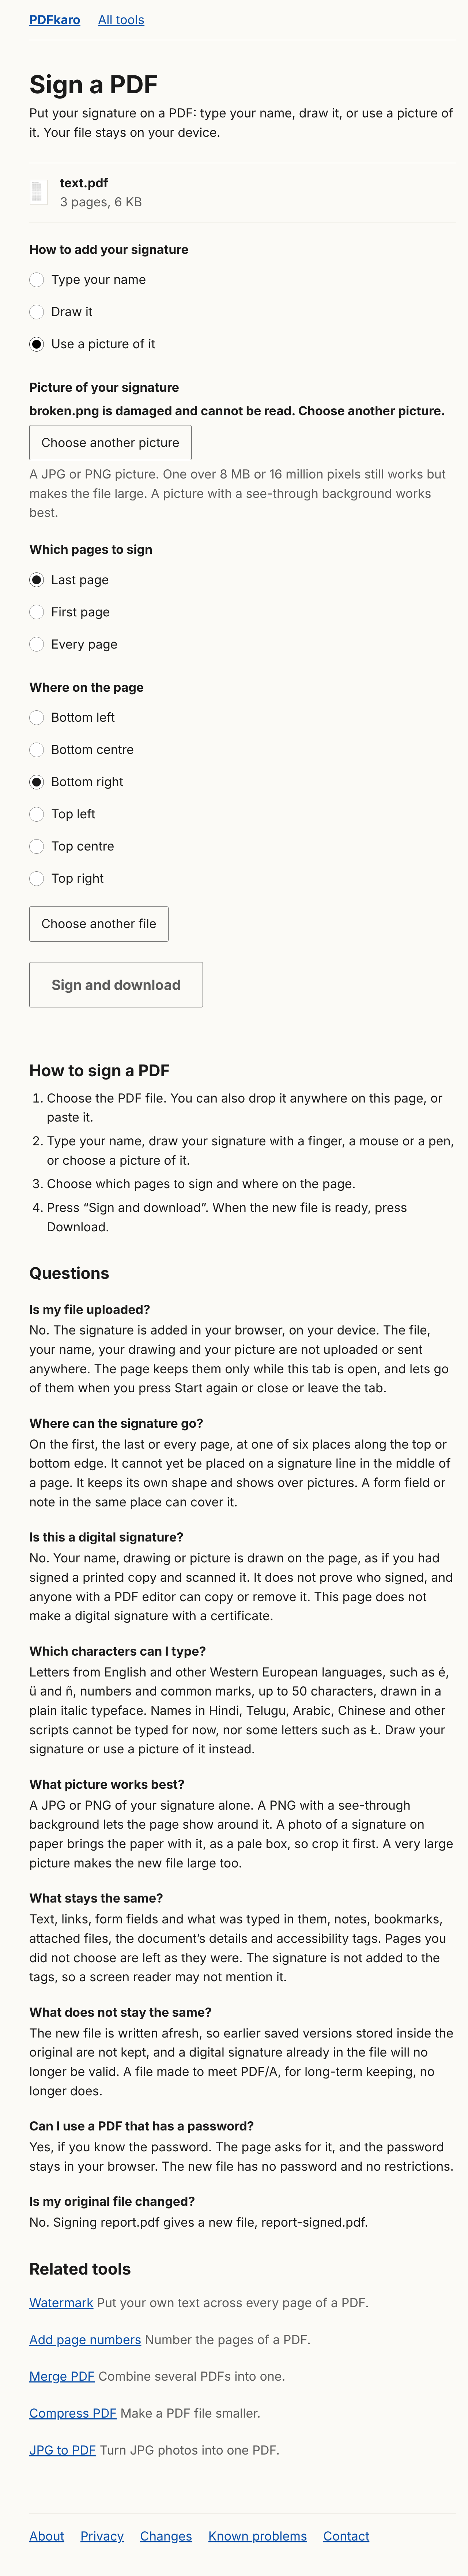 PDFkaro All tools
Sign a PDF
Put your signature on a PDF: type your name, draw it, or use a picture of
it. Your file stays on your device.
text.pdf
3 pages, 6 KB
How to add your signature
Type your name
Draw it
Use a picture of it
Picture of your signature
broken.png is damaged and cannot be read. Choose another picture.
Choose another picture
A JPG or PNG picture. One over 8 MB or 16 million pixels still works but
makes the file large. A picture with a see-through background works
best.
Which pages to sign
Last page
First page
Every page
Where on the page
Bottom left
Bottom centre
Bottom right
Top left
Top centre
Top right
Choose another file
Sign and download
How to sign a PDF
1. Choose the PDF file. You can also drop it anywhere on this page, or
paste it.
2. Type your name, draw your signature with a finger, a mouse or a pen,
or choose a picture of it.
3. Choose which pages to sign and where on the page.
4. Press “Sign and download”. When the new file is ready, press
Download.
Questions
Is my file uploaded?
No. The signature is added in your browser, on your device. The file,
your name, your drawing and your picture are not uploaded or sent
anywhere. The page keeps them only while this tab is open, and lets go
of them when you press Start again or close or leave the tab.
Where can the signature go?
On the first, the last or every page, at one of six places along the top or
bottom edge. It cannot yet be placed on a signature line in the middle of
a page. It keeps its own shape and shows over pictures. A form field or
note in the same place can cover it.
Is this a digital signature?
No. Your name, drawing or picture is drawn on the page, as if you had
signed a printed copy and scanned it. It does not prove who signed, and
anyone with a PDF editor can copy or remove it. This page does not
make a digital signature with a certificate.
Which characters can I type?
Letters from English and other Western European languages, such as é,
ü and ñ, numbers and common marks, up to 50 characters, drawn in a
plain italic typeface. Names in Hindi, Telugu, Arabic, Chinese and other
scripts cannot be typed for now, nor some letters such as Ł. Draw your
signature or use a picture of it instead.
What picture works best?
A JPG or PNG of your signature alone. A PNG with a see-through
background lets the page show around it. A photo of a signature on
paper brings the paper with it, as a pale box, so crop it first. A very large
picture makes the new file large too.
What stays the same?
Text, links, form fields and what was typed in them, notes, bookmarks,
attached files, the document’s details and accessibility tags. Pages you
did not choose are left as they were. The signature is not added to the
tags, so a screen reader may not mention it.
What does not stay the same?
The new file is written afresh, so earlier saved versions stored inside the
original are not kept, and a digital signature already in the file will no
longer be valid. A file made to meet PDF/A, for long-term keeping, no
longer does.
Can I use a PDF that has a password?
Yes, if you know the password. The page asks for it, and the password
stays in your browser. The new file has no password and no restrictions.
Is my original file changed?
No. Signing report.pdf gives a new file, report-signed.pdf.
Related tools
Watermark Put your own text across every page of a PDF.
Add page numbers Number the pages of a PDF.
Merge PDF Combine several PDFs into one.
Compress PDF Make a PDF file smaller.
JPG to PDF Turn JPG photos into one PDF.
About Privacy Changes Known problems Contact